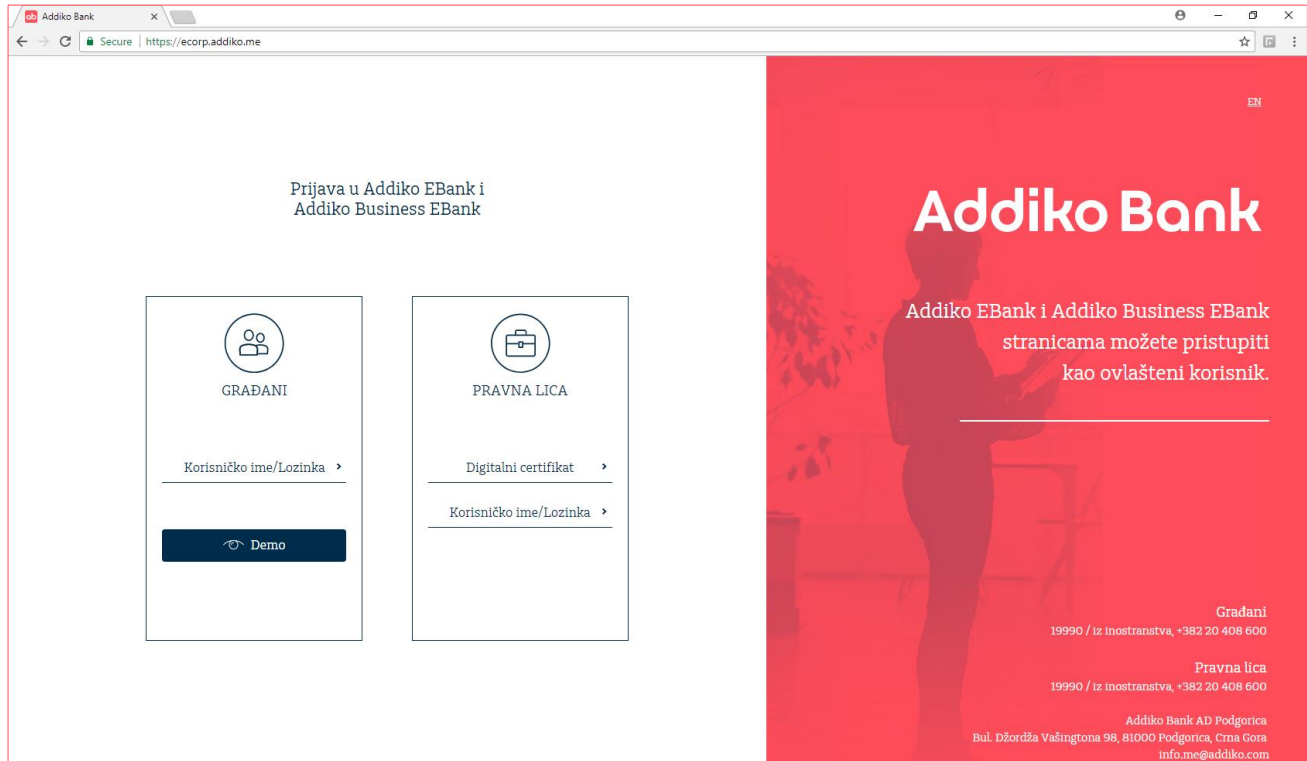 Addiko Bank
Secure | https://ecorp.addiko.me
EN
Prijava u Addiko EBank i
Addiko Business EBank
GRAĐANI
Korisničko ime/Lozinka
Demo
PRAVNA LICA
Digitalni certifikat
Korisničko ime/Lozinka
Addiko Bank
Addiko EBank i Addiko Business EBank
stranicama možete pristupiti
kao ovlašteni korisnik.
Građani
19990 / iz inostranstva, +382 20 408 600
Pravna lica
19990 / iz inostranstva, +382 20 408 600
Addiko Bank AD Podgorica
Bul. Džordža Vašingtona 98, 81000 Podgorica, Crna Gora
info.me@addiko.com